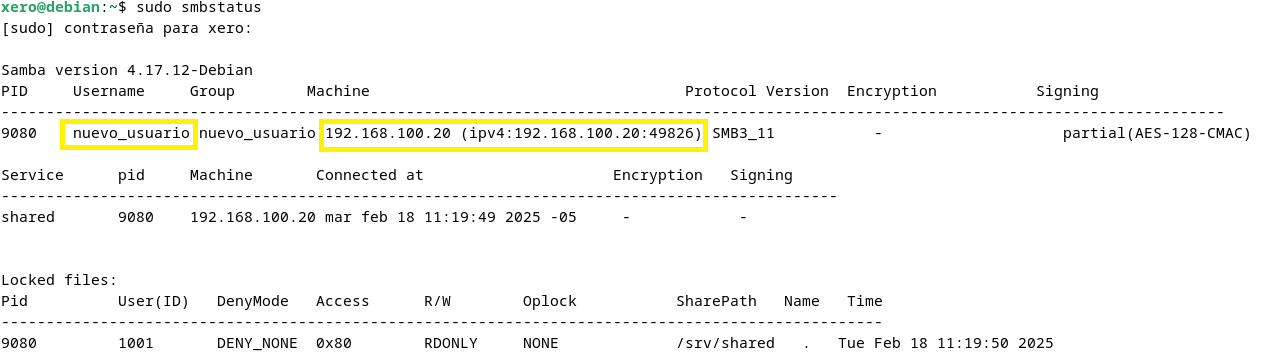 xero@debian:~$ sudo smbstatus
[sudo] contraseña para xero:
Samba version 4.17.12-Debian
PID     Username     Group        Machine                                   Protocol Version  Encryption           Signing
----------------------------------------------------------------------------------------------------------------------------------------
9080    nuevo_usuario nuevo_usuario 192.168.100.20 (ipv4:192.168.100.20:49826) SMB3_11           -                    partial(AES-128-CMAC)
Service      pid     Machine       Connected at                     Encryption   Signing
---------------------------------------------------------------------------------------------
shared       9080    192.168.100.20 mar feb 18 11:19:49 2025 -05     -            -
Locked files:
Pid          User(ID)   DenyMode   Access      R/W        Oplock           SharePath   Name   Time
--------------------------------------------------------------------------------------------------
9080         1001       DENY_NONE  0x80        RDONLY     NONE             /srv/shared   .   Tue Feb 18 11:19:50 2025